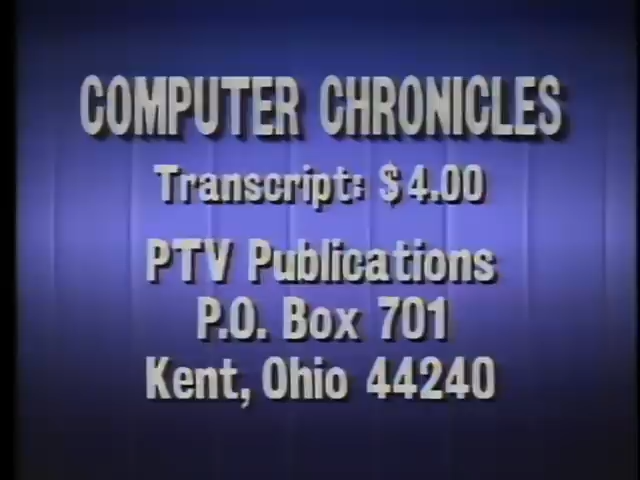 COMPUTER CHRONICLES
Transcript: $4.00
PTV Publications
P.O. Box 701
Kent, Ohio 44240